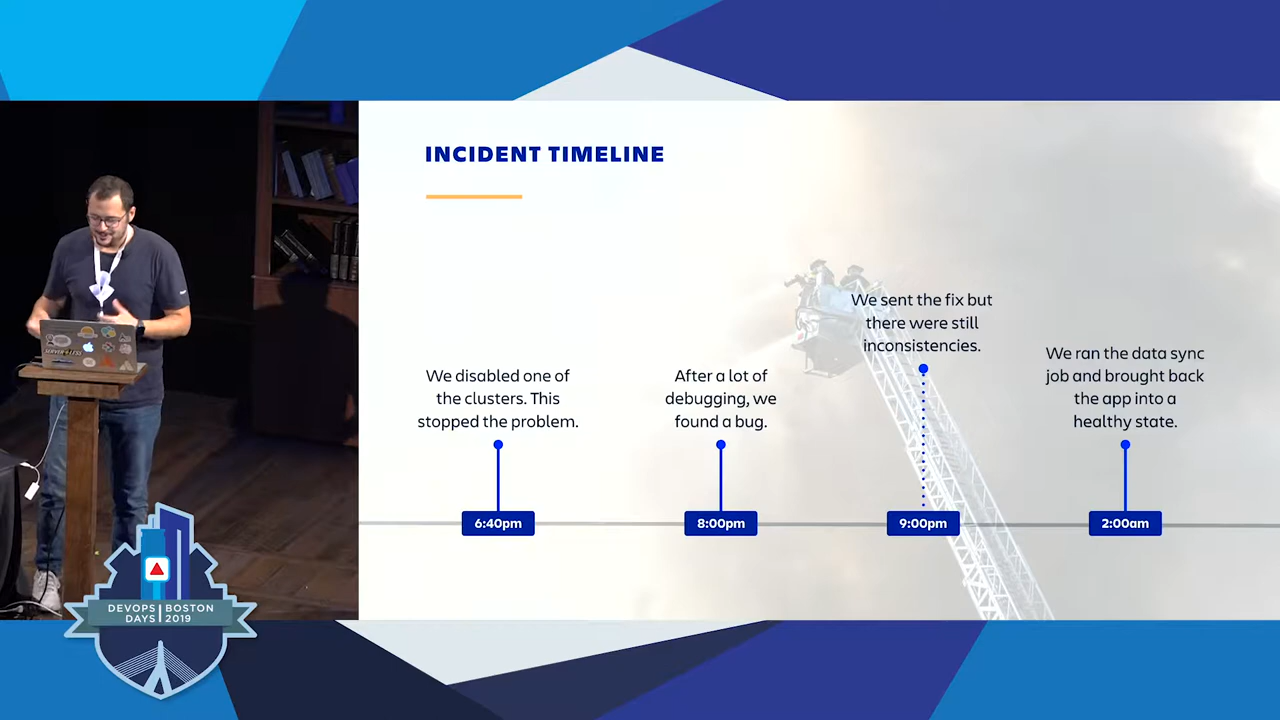 INCIDENT TIMELINE
We disabled one of
the clusters. This
stopped the problem.
6:40pm
After a lot of
debugging, we
found a bug.
8:00pm
We sent the fix but
there were still
inconsistencies.
9:00pm
We ran the data sync
job and brought back
the app into a
healthy state.
2:00am
SERVERLESS
DEVOPS BOSTON
DAYS 2019